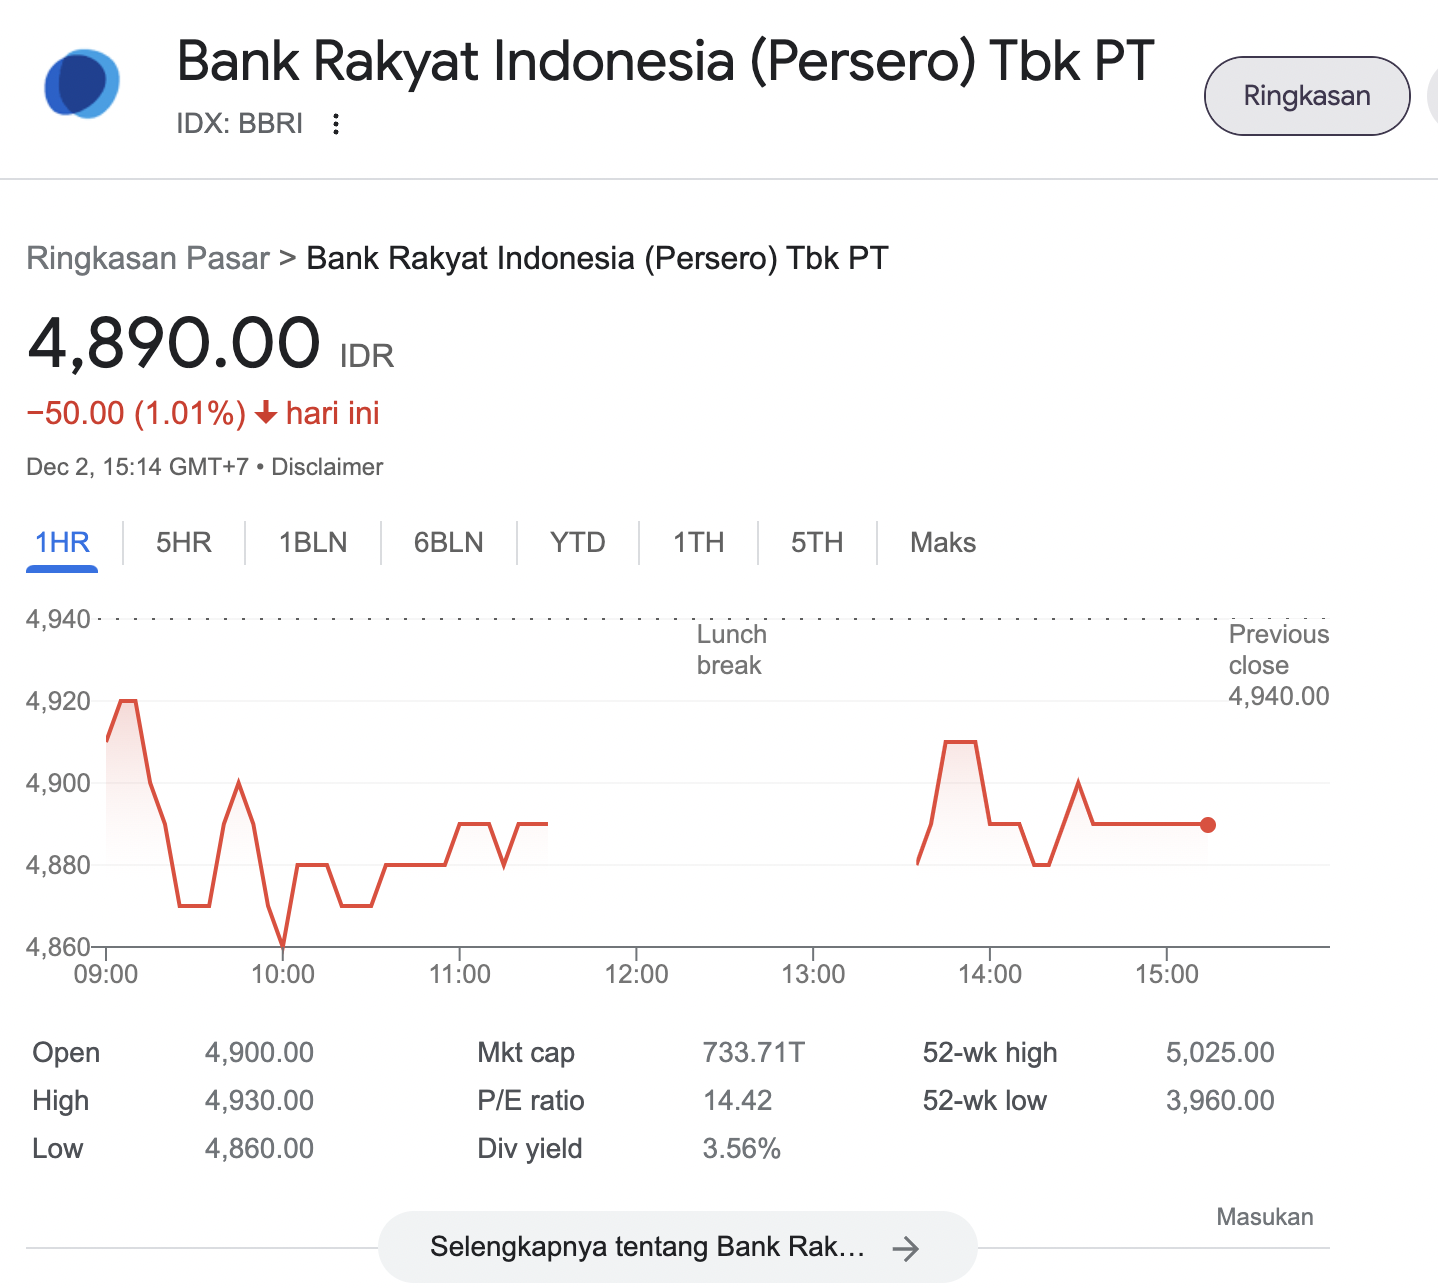 Bank Rakyat Indonesia (Persero) Tbk PT
IDX: BBRI
Ringkasan
Ringkasan Pasar > Bank Rakyat Indonesia (Persero) Tbk PT
4,890.00 IDR
−50.00 (1.01%) ↓ hari ini
Dec 2, 15:14 GMT+7 • Disclaimer
1HR 5HR 1BLN 6BLN YTD 1TH 5TH Maks
4,940
Lunch
break
Previous
close
4,940.00
4,920
4,900
4,880
4,860
09:00 10:00 11:00 12:00 13:00 14:00 15:00
Open 4,900.00 Mkt cap 733.71T 52-wk high 5,025.00
High 4,930.00 P/E ratio 14.42 52-wk low 3,960.00
Low 4,860.00 Div yield 3.56%
Masukan
Selengkapnya tentang Bank Rak... →